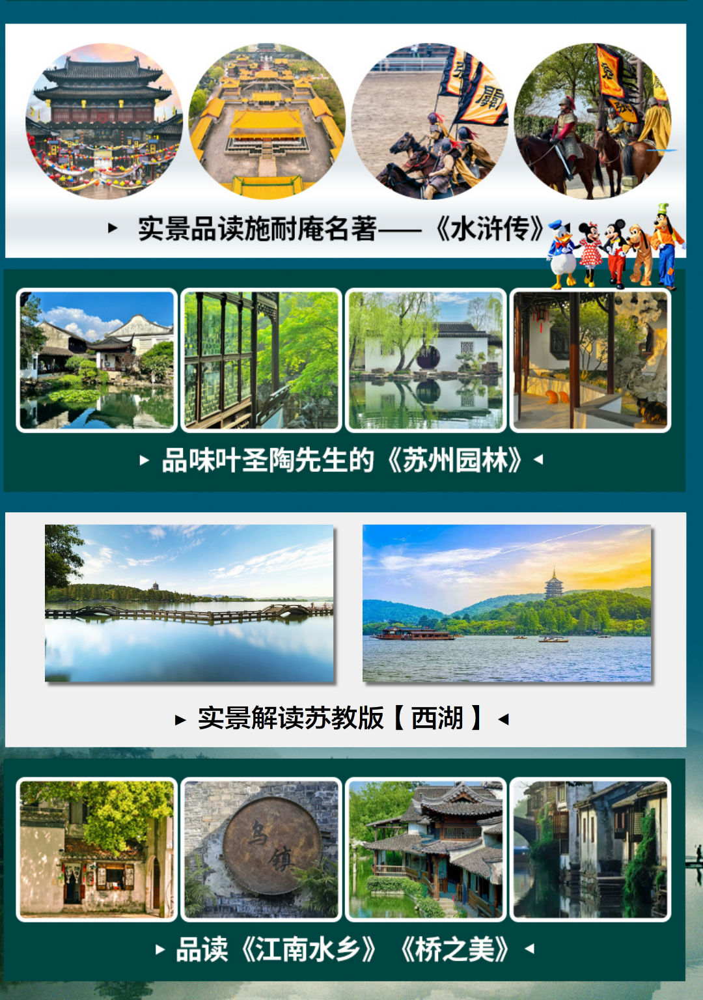 ▶ 实景品读施耐庵名著——《水浒传》
▶ 品味叶圣陶先生的《苏州园林》◀
▶ 实景解读苏教版【西湖】◀
乌
镇
▶ 品读《江南水乡》《桥之美》◀